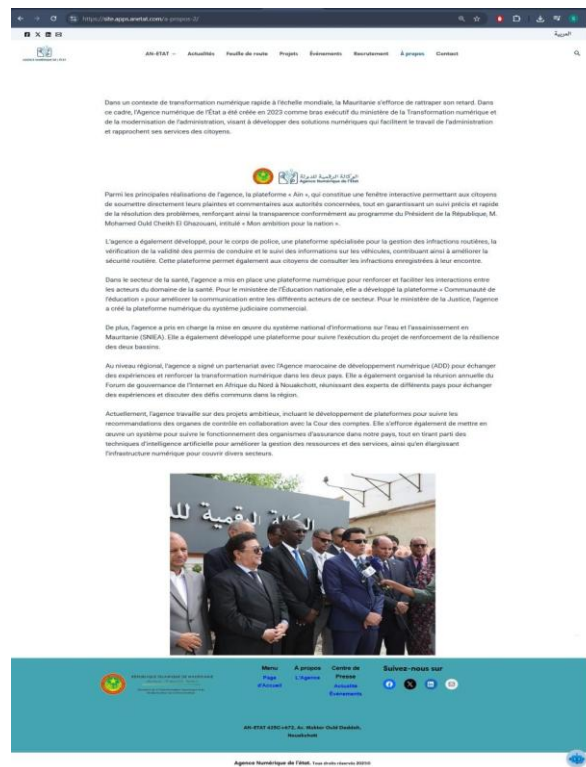 https://site.apps.anetat.com/a-propos-2/
العربية
AN-ETAT Actualités Feuille de route Projets Événements Recrutement À propos Contact
Dans un contexte de transformation numérique rapide à l'échelle mondiale, la Mauritanie s'efforce de rattraper son retard. Dans
ce cadre, l'Agence numérique de l'État a été créée en 2023 comme bras exécutif du ministère de la Transformation numérique et
de la modernisation de l'administration, visant à développer des solutions numériques qui facilitent le travail de l'administration
et rapprochent ses services des citoyens.
الوكالة الرقمية للدولة
Agence Numérique de l'État
Parmi les principales réalisations de l'agence, la plateforme « Ain », qui constitue une fenêtre interactive permettant aux citoyens
de soumettre directement leurs plaintes et commentaires aux autorités concernées, tout en garantissant un suivi précis et rapide
de la résolution des problèmes, renforçant ainsi la transparence conformément au programme du Président de la République, M.
Mohamed Ould Cheikh El Ghazouani, intitulé « Mon ambition pour la nation ».
L'agence a également développé, pour le corps de police, une plateforme spécialisée pour la gestion des infractions routières, la
vérification de la validité des permis de conduire et le suivi des informations sur les véhicules, contribuant ainsi à améliorer la
sécurité routière. Cette plateforme permet également aux citoyens de consulter les infractions enregistrées à leur encontre.
Dans le secteur de la santé, l'agence a mis en place une plateforme numérique pour renforcer et faciliter les interactions entre
les acteurs du domaine de la santé. Pour le ministère de l'Éducation nationale, elle a développé la plateforme « Communauté de
l'éducation » pour améliorer la communication entre les différents acteurs de ce secteur. Pour le ministère de la Justice, l'agence
a créé la plateforme numérique du système judiciaire commercial.
De plus, l'agence a pris en charge la mise en œuvre du système national d'informations sur l'eau et l'assainissement en
Mauritanie (SNIEA). Elle a également développé une plateforme pour suivre l'exécution du projet de renforcement de la résilience
des deux bassins.
Au niveau régional, l'agence a signé un partenariat avec l'Agence marocaine de développement numérique (ADD) pour échanger
des expériences et renforcer la transformation numérique dans les deux pays. Elle a également organisé la réunion annuelle du
Forum de gouvernance de l'Internet en Afrique du Nord à Nouakchott, réunissant des experts de différents pays pour échanger
des expériences et discuter des défis communs dans la région.
Actuellement, l'agence travaille sur des projets ambitieux, incluant le développement de plateformes pour suivre les
recommandations des organes de contrôle en collaboration avec la Cour des comptes. Elle s'efforce également de mettre en
œuvre un système pour suivre le fonctionnement des organismes d'assurance dans notre pays, tout en tirant parti des
techniques d'intelligence artificielle pour améliorer la gestion des ressources et des services, ainsi qu'en élargissant
l'infrastructure numérique pour couvrir divers secteurs.
الوكالة الرقمية للد
Menu A propos Centre de Presse Suivez-nous sur
Page d'Accueil L'Agence Actualité
Événements
AN-ETAT 42RC+472, Av. Moktar Ould Daddah,
Nouakchott
Agence Numérique de l'état. Tous droits réservés